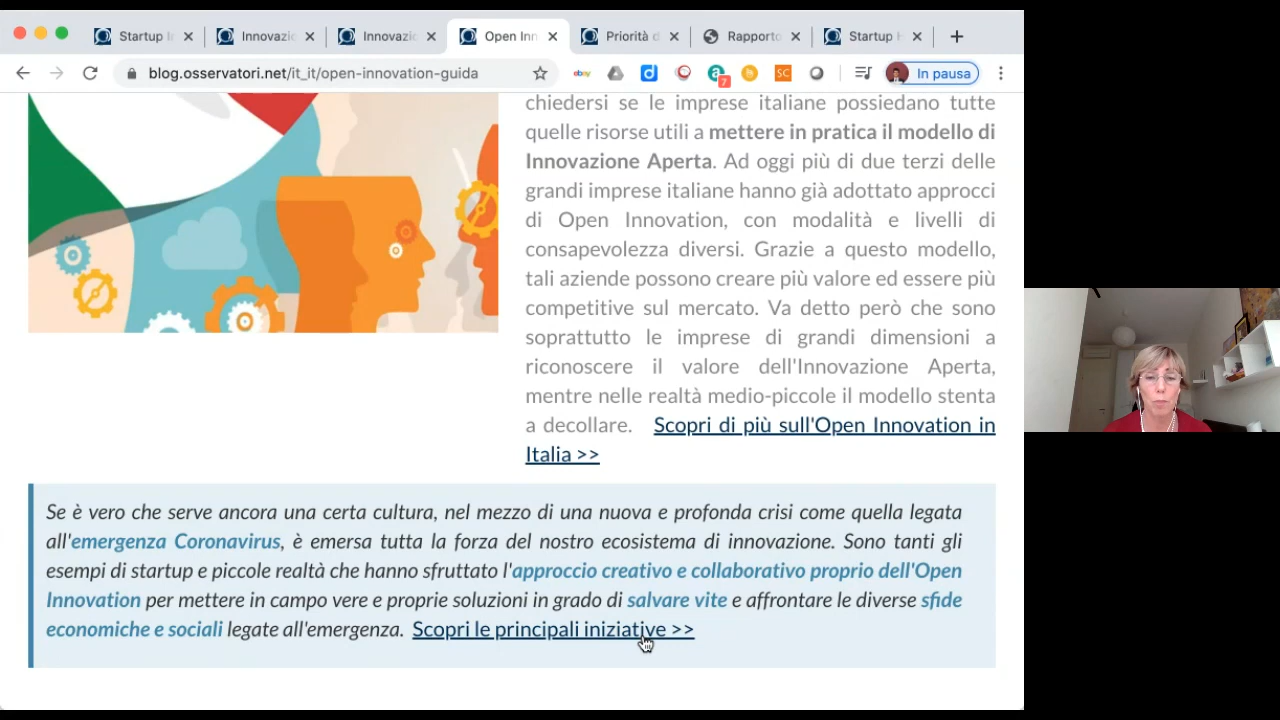 Startup I
Innovazio
Innovazio
Open Inn
Priorità d
Rapporto
Startup H
blog.osservatori.net/it_it/open-innovation-guida
ebay
d
a
7
SC
In pausa
chiedersi se le imprese italiane possiedano tutte
quelle risorse utili a mettere in pratica il modello di
Innovazione Aperta. Ad oggi più di due terzi delle
grandi imprese italiane hanno già adottato approcci
di Open Innovation, con modalità e livelli di
consapevolezza diversi. Grazie a questo modello,
tali aziende possono creare più valore ed essere più
competitive sul mercato. Va detto però che sono
soprattutto le imprese di grandi dimensioni a
riconoscere il valore dell'Innovazione Aperta,
mentre nelle realtà medio-piccole il modello stenta
a decollare. Scopri di più sull'Open Innovation in
Italia >>
Se è vero che serve ancora una certa cultura, nel mezzo di una nuova e profonda crisi come quella legata
all'emergenza Coronavirus, è emersa tutta la forza del nostro ecosistema di innovazione. Sono tanti gli
esempi di startup e piccole realtà che hanno sfruttato l'approccio creativo e collaborativo proprio dell'Open
Innovation per mettere in campo vere e proprie soluzioni in grado di salvare vite e affrontare le diverse sfide
economiche e sociali legate all'emergenza. Scopri le principali iniziative >>